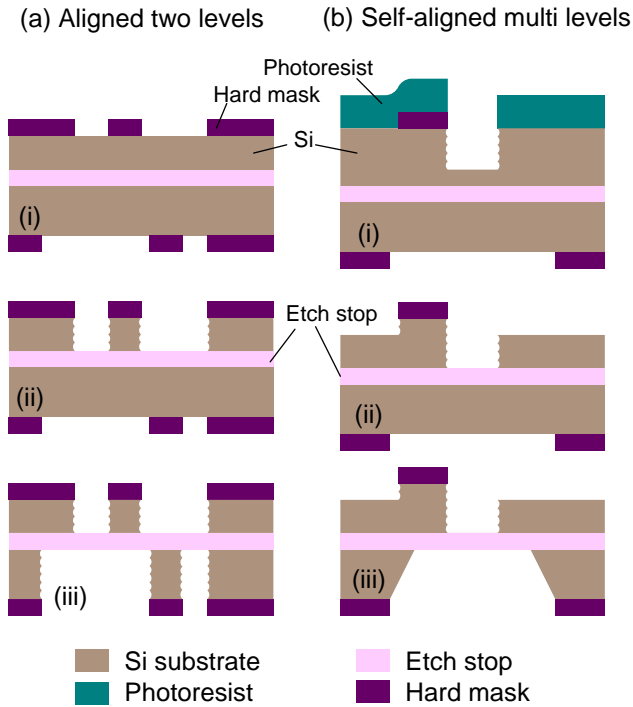 (a) Aligned two levels
(b) Self-aligned multi levels
Photoresist
Hard mask
Si
(i)
(i)
Etch stop
(ii)
(ii)
(iii)
(iii)
Si substrate
Etch stop
Photoresist
Hard mask